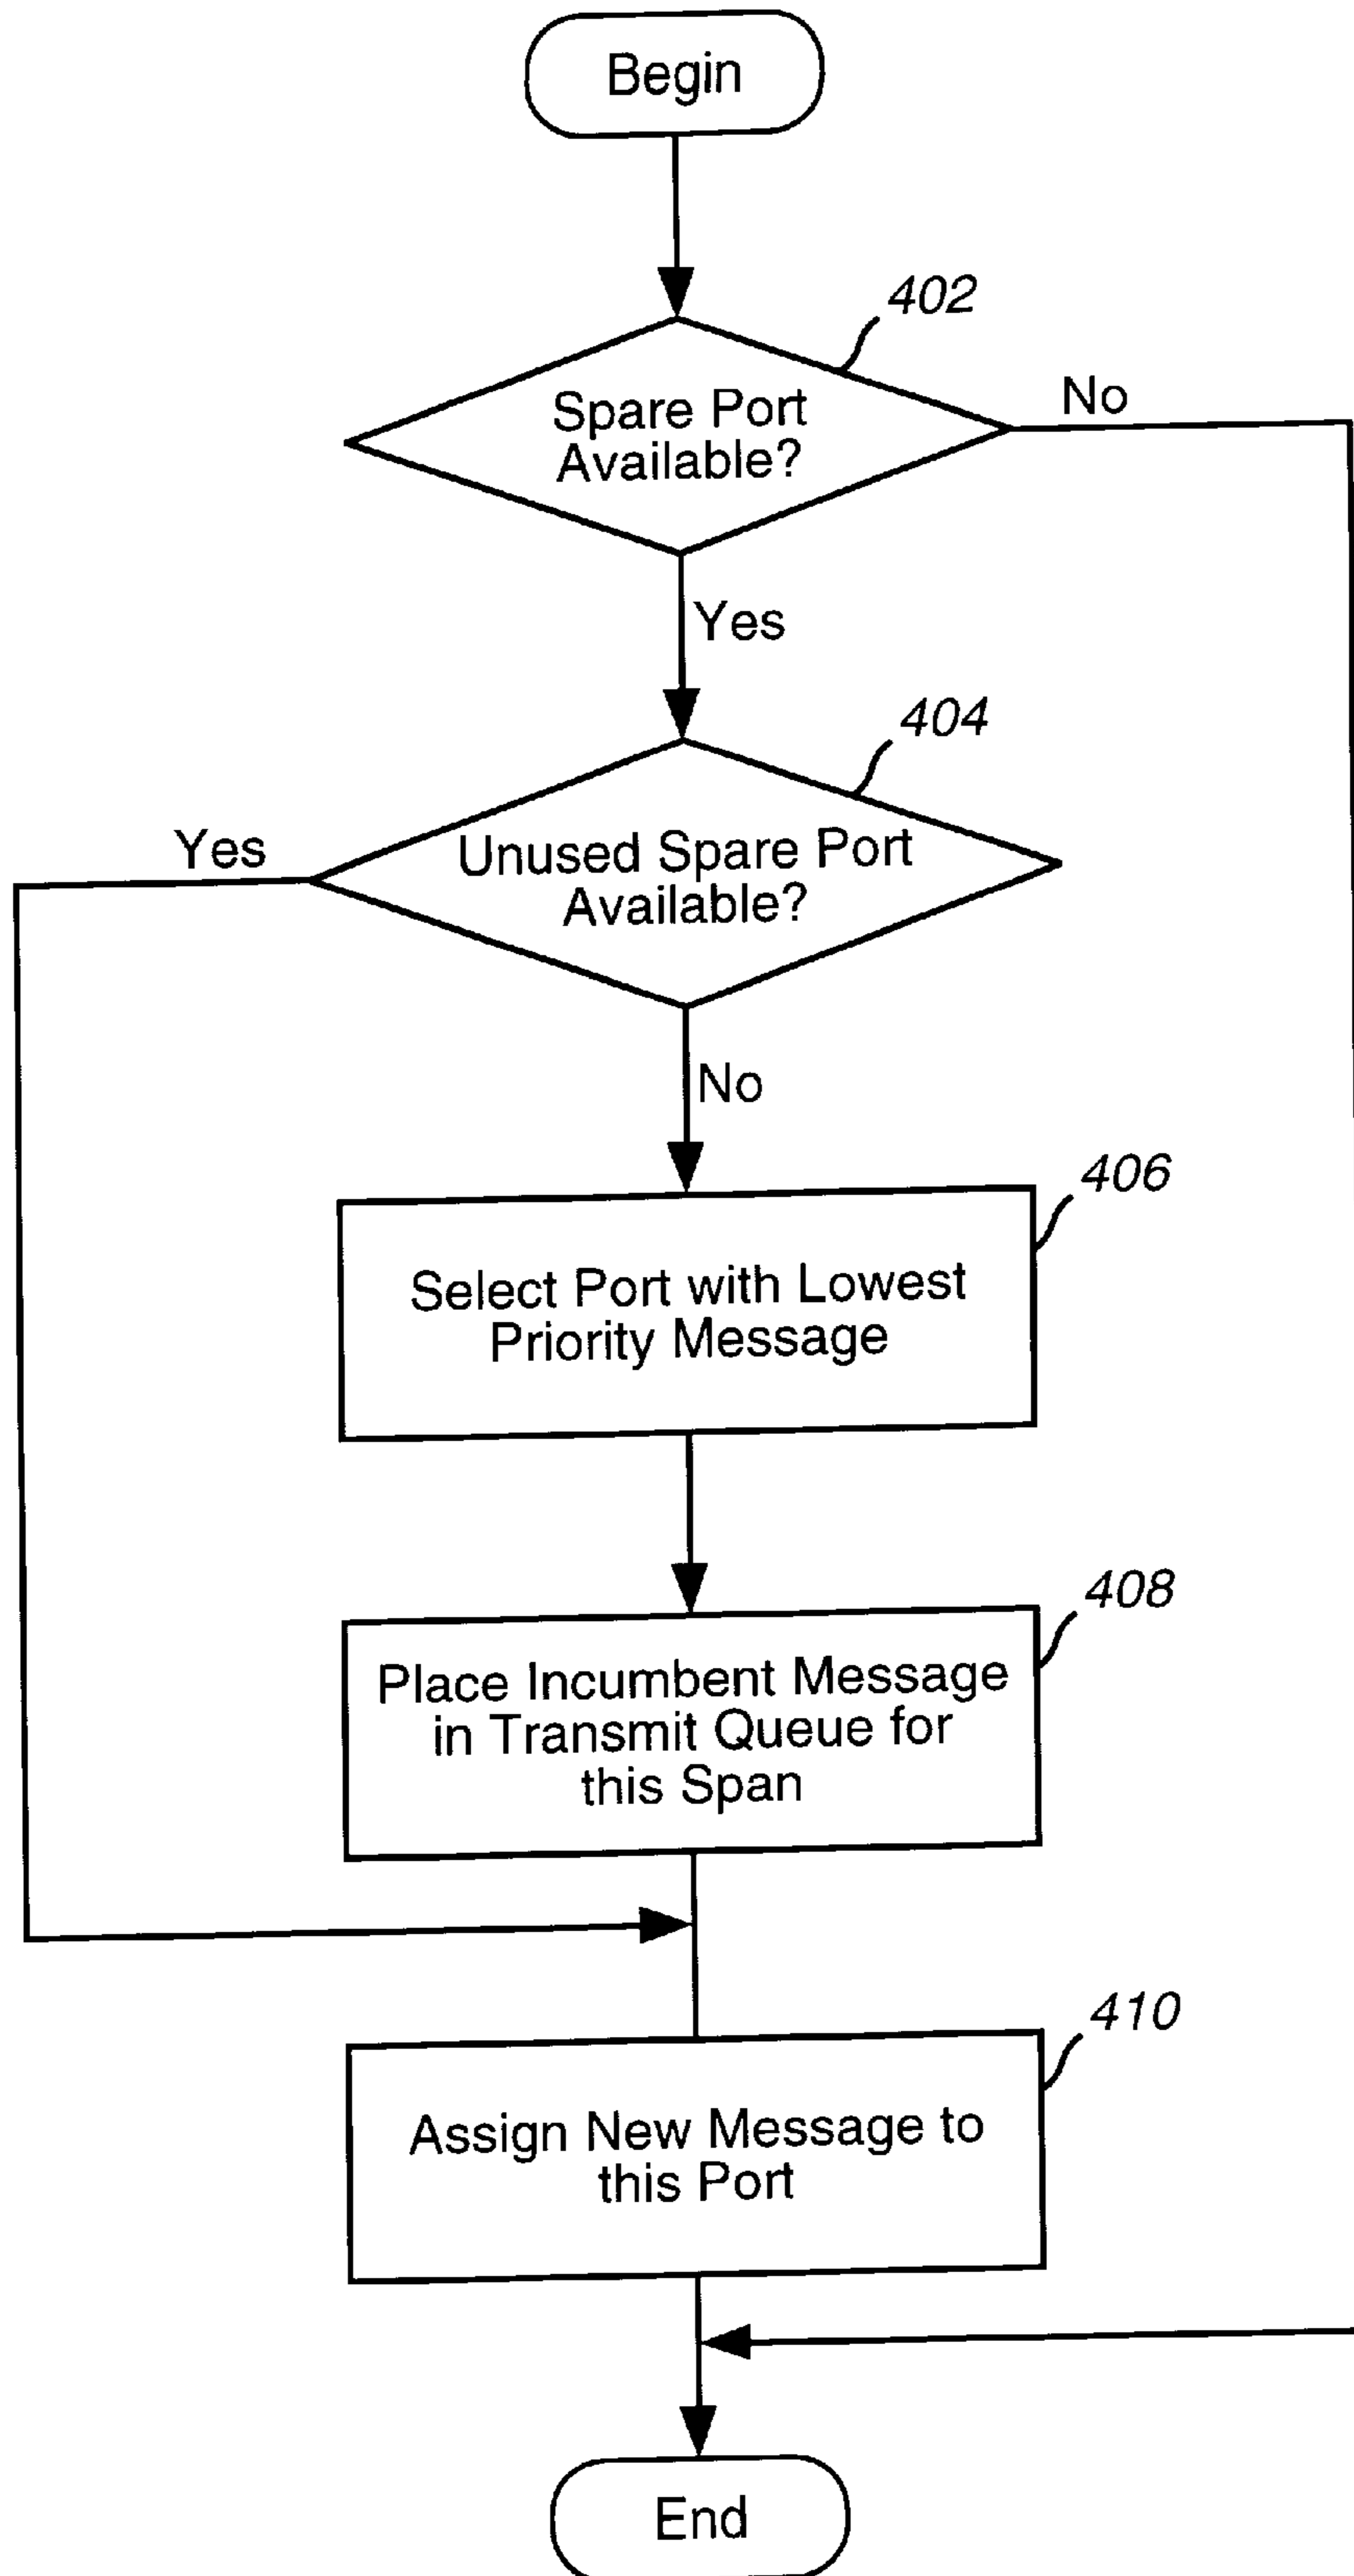 Begin
402
Spare Port
Available?
No
Yes
404
Yes
Unused Spare Port
Available?
No
406
Select Port with Lowest
Priority Message
408
Place Incumbent Message
in Transmit Queue for
this Span
410
Assign New Message to
this Port
End